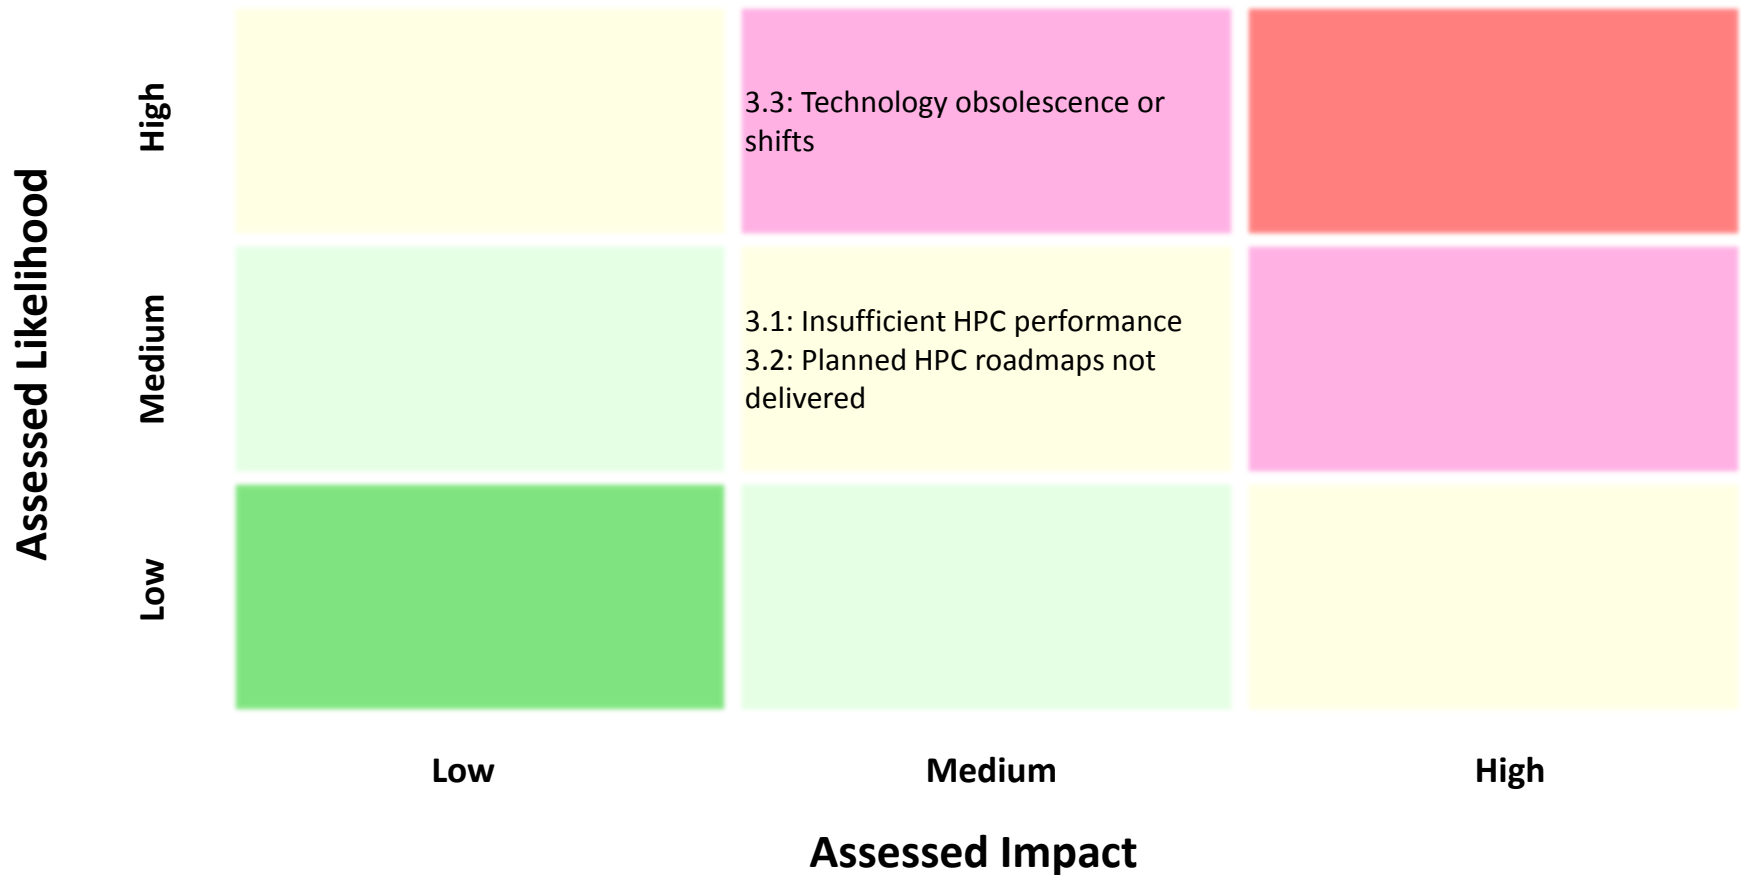 Assessed Likelihood
High
3.3: Technology obsolescence or
shifts
Medium
3.1: Insufficient HPC performance
3.2: Planned HPC roadmaps not
delivered
Low
Low
Medium
High
Assessed Impact